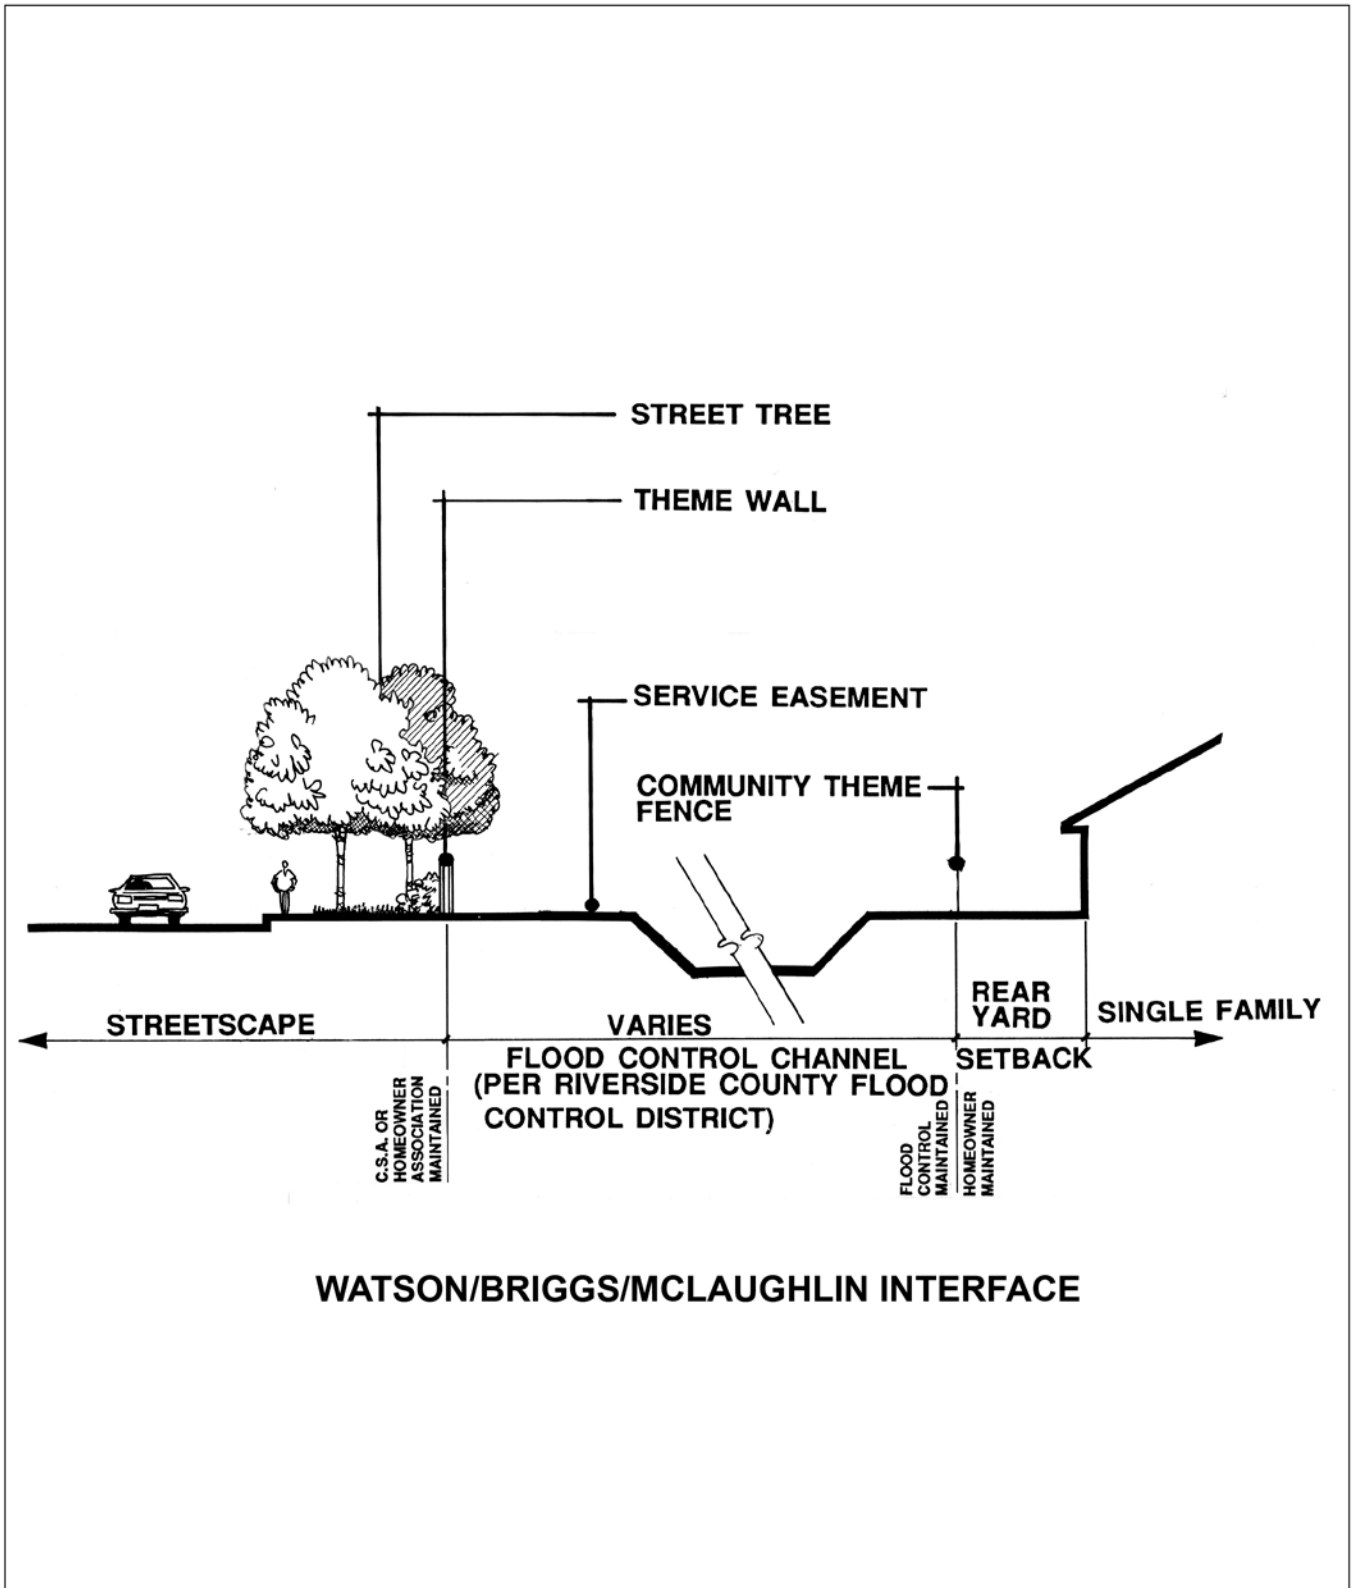 STREET TREE
THEME WALL
SERVICE EASEMENT
COMMUNITY THEME
FENCE
STREETSCAPE
VARIES
FLOOD CONTROL CHANNEL
(PER RIVERSIDE COUNTY FLOOD
CONTROL DISTRICT)
REAR
YARD
SETBACK
SINGLE FAMILY
C.S.A. OR
HOMEOWNER
ASSOCIATION
MAINTAINED
FLOOD
CONTROL
MAINTAINED
HOMEOWNER
MAINTAINED
WATSON/BRIGGS/MCLAUGHLIN INTERFACE